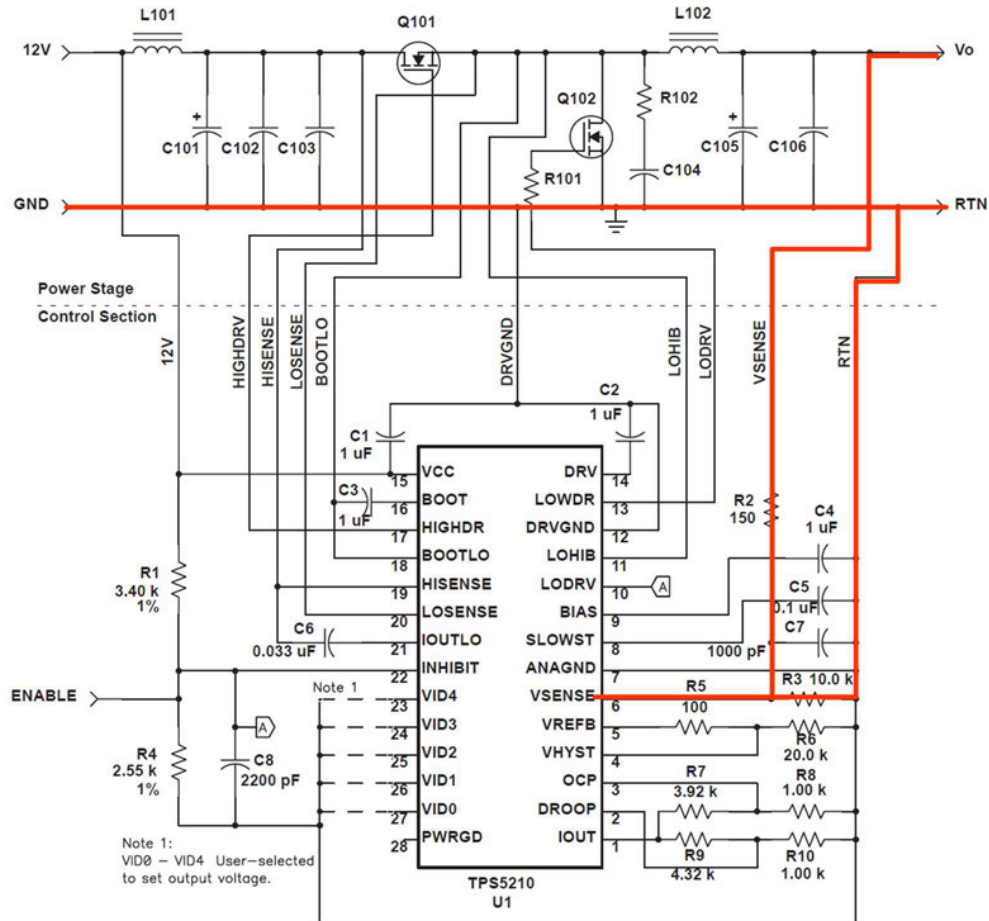 L101
Q101
L102
12V
Vo
Q102
R102
C101
C102
C103
C104
C105
C106
R101
GND
RTN
Power Stage
Control Section
12V
HIGHDRV
HISENSE
LOSENSE
BOOTLO
DRVGND
LOHIB
LODRV
VSENSE
RTN
C1
1 uF
C2
1 uF
C3
1 uF
R1
3.40 k
1%
C6
0.033 uF
ENABLE
R4
2.55 k
1%
A
C8
2200 pF
Note 1
Note 1:
VID0 – VID4 User-selected
to set output voltage.
15 VCC
16 BOOT
17 HIGHDR
18 BOOTLO
19 HISENSE
20 LOSENSE
21 IOUTLO
22 INHIBIT
23 VID4
24 VID3
25 VID2
26 VID1
27 VID0
28 PWRGD
DRV 14
LOWDR 13
DRVGND 12
LOHIB 11
LODRV 10
BIAS 9
SLOWST 8
ANAGND 7
VSENSE 6
VREFB 5
VHYST 4
OCP 3
DROOP 2
IOUT 1
TPS5210
U1
A
R2
150
C4
1 uF
C5
0.1 uF
C7
1000 pF
R3 10.0 k
R5
100
R6
20.0 k
R7
3.92 k
R8
1.00 k
R9
4.32 k
R10
1.00 k